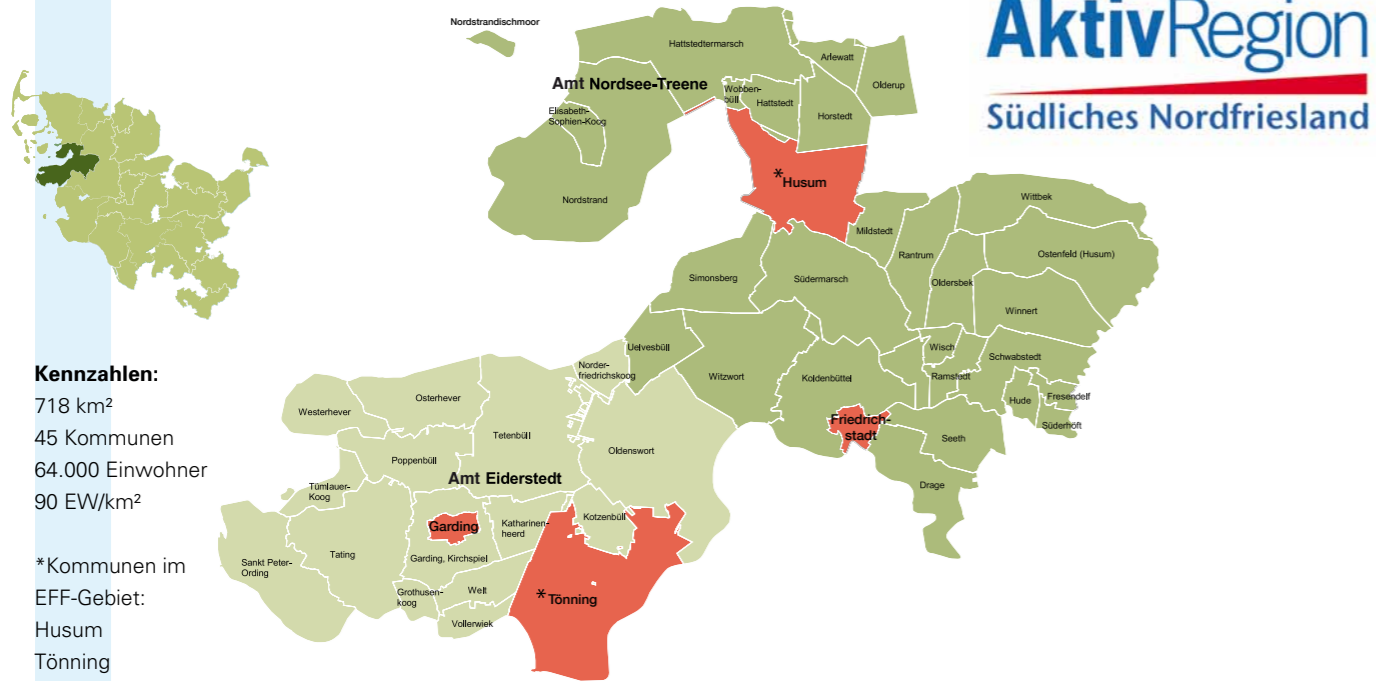 AktivRegion
Südliches Nordfriesland
Nordstrandischmoor
Hattstedtermarsch
Arlewatt
Olderup
Amt Nordsee-Treene
Wobben-
büll
Hattstedt
Horstedt
Elisabeth-
Sophien-Koog
Nordstrand
*Husum
Mildstedt
Wittbek
Rantrum
Ostenfeld (Husum)
Oldersbek
Simonsberg
Südermarsch
Winnert
Uelvesbüll
Witzwort
Wisch
Schwabstedt
Koldenbüttel
Ramstedt
Hude
Fresendelf
Süderhöft
Friedrich-
stadt
Seeth
Drage
Norder-
friedrichskoog
Osterhever
Westerhever
Tetenbüll
Oldenswort
Poppenbüll
Amt Eiderstedt
Tümlauer-
Koog
Garding
Katharinen-
heerd
Kotzenbüll
Sankt Peter-
Ording
Tating
Garding, Kirchspiel
Grothusen-
koog
Welt
Vollerwiek
*Tönning
Kennzahlen:
718 km²
45 Kommunen
64.000 Einwohner
90 EW/km²
*Kommunen im
EFF-Gebiet:
Husum
Tönning